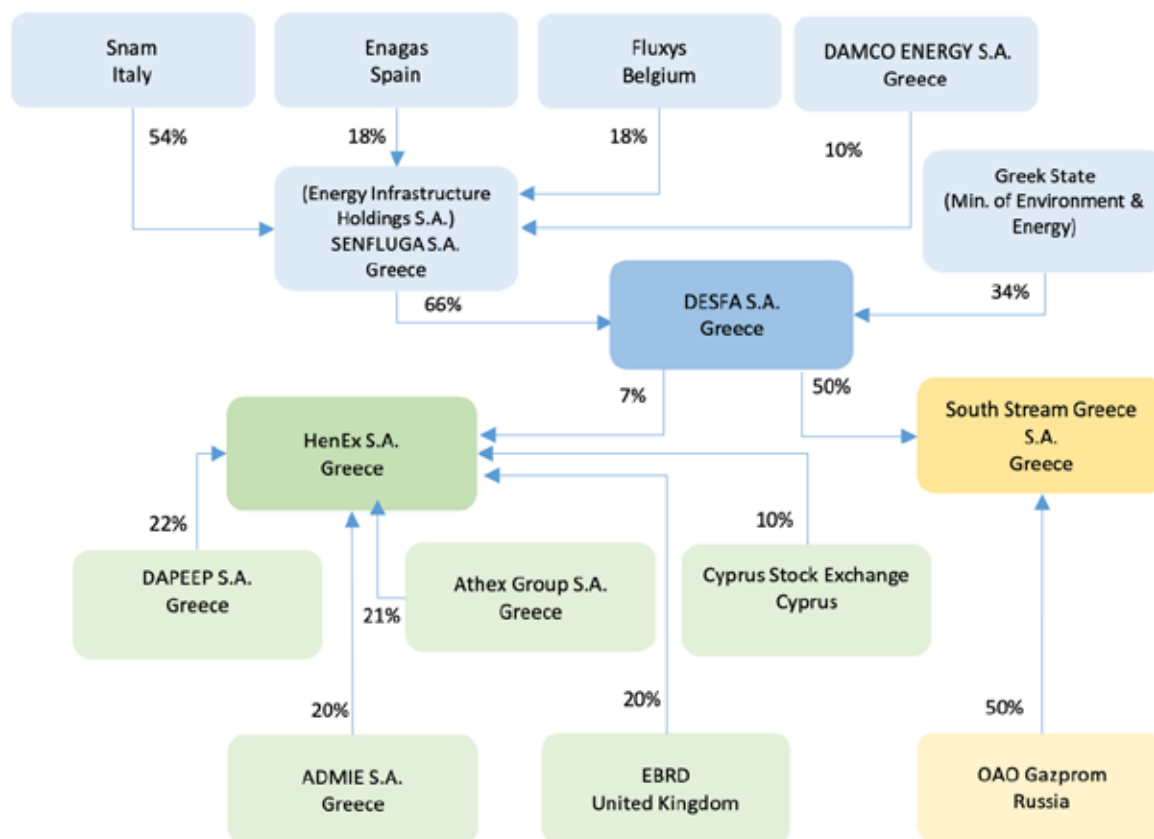 Snam
Italy
Enagas
Spain
Fluxys
Belgium
DAMCO ENERGY S.A.
Greece
54%
18%
18%
10%
(Energy Infrastructure
Holdings S.A.)
SENFLUGA S.A.
Greece
Greek State
(Min. of Environment &
Energy)
66%
DESFA S.A.
Greece
34%
7%
50%
HenEx S.A.
Greece
South Stream Greece
S.A.
Greece
22%
10%
DAPEEP S.A.
Greece
21%
Athex Group S.A.
Greece
Cyprus Stock Exchange
Cyprus
20%
20%
50%
ADMIE S.A.
Greece
EBRD
United Kingdom
OAO Gazprom
Russia